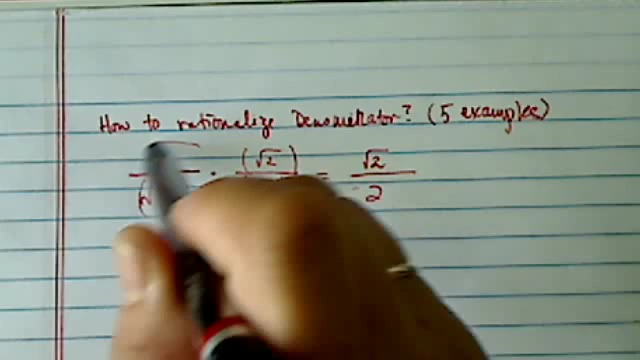 How to rationalize Denominator? (5 examples)
(√2) = √2
2